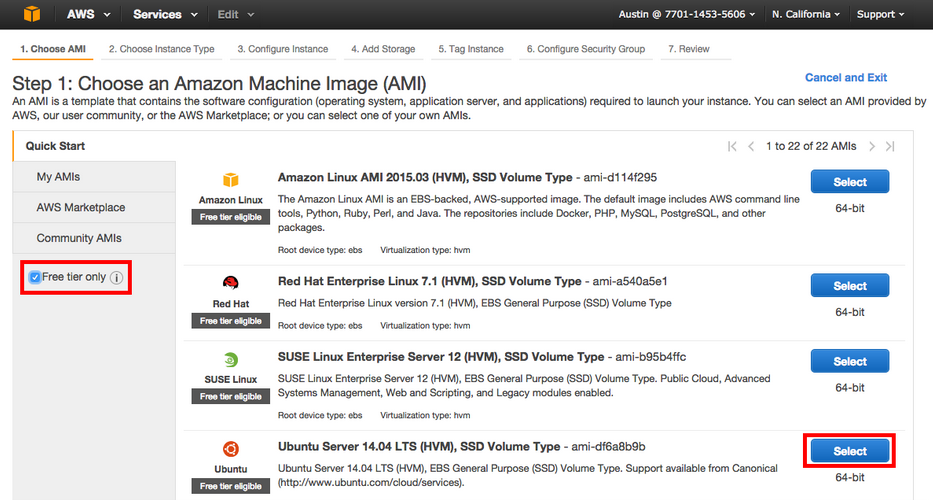 AWS Services Edit Austin @ 7701-1453-5606 N. California Support
1. Choose AMI 2. Choose Instance Type 3. Configure Instance 4. Add Storage 5. Tag Instance 6. Configure Security Group 7. Review
Step 1: Choose an Amazon Machine Image (AMI)
Cancel and Exit
An AMI is a template that contains the software configuration (operating system, application server, and applications) required to launch your instance. You can select an AMI provided by
AWS, our user community, or the AWS Marketplace; or you can select one of your own AMIs.
Quick Start
1 to 22 of 22 AMIs
My AMIs
AWS Marketplace
Community AMIs
Free tier only
Amazon Linux
Free tier eligible
Amazon Linux AMI 2015.03 (HVM), SSD Volume Type - ami-d114f295
The Amazon Linux AMI is an EBS-backed, AWS-supported image. The default image includes AWS command line
tools, Python, Ruby, Perl, and Java. The repositories include Docker, PHP, MySQL, PostgreSQL, and other
packages.
Root device type: ebs Virtualization type: hvm
Select
64-bit
Red Hat
Free tier eligible
Red Hat Enterprise Linux 7.1 (HVM), SSD Volume Type - ami-a540a5e1
Red Hat Enterprise Linux version 7.1 (HVM), EBS General Purpose (SSD) Volume Type
Root device type: ebs Virtualization type: hvm
Select
64-bit
SUSE Linux
Free tier eligible
SUSE Linux Enterprise Server 12 (HVM), SSD Volume Type - ami-b95b4ffc
SUSE Linux Enterprise Server 12 (HVM), EBS General Purpose (SSD) Volume Type. Public Cloud, Advanced
Systems Management, Web and Scripting, and Legacy modules enabled.
Root device type: ebs Virtualization type: hvm
Select
64-bit
Ubuntu
Free tier eligible
Ubuntu Server 14.04 LTS (HVM), SSD Volume Type - ami-df6a8b9b
Ubuntu Server 14.04 LTS (HVM), EBS General Purpose (SSD) Volume Type. Support available from Canonical
(http://www.ubuntu.com/cloud/services).
Select
64-bit